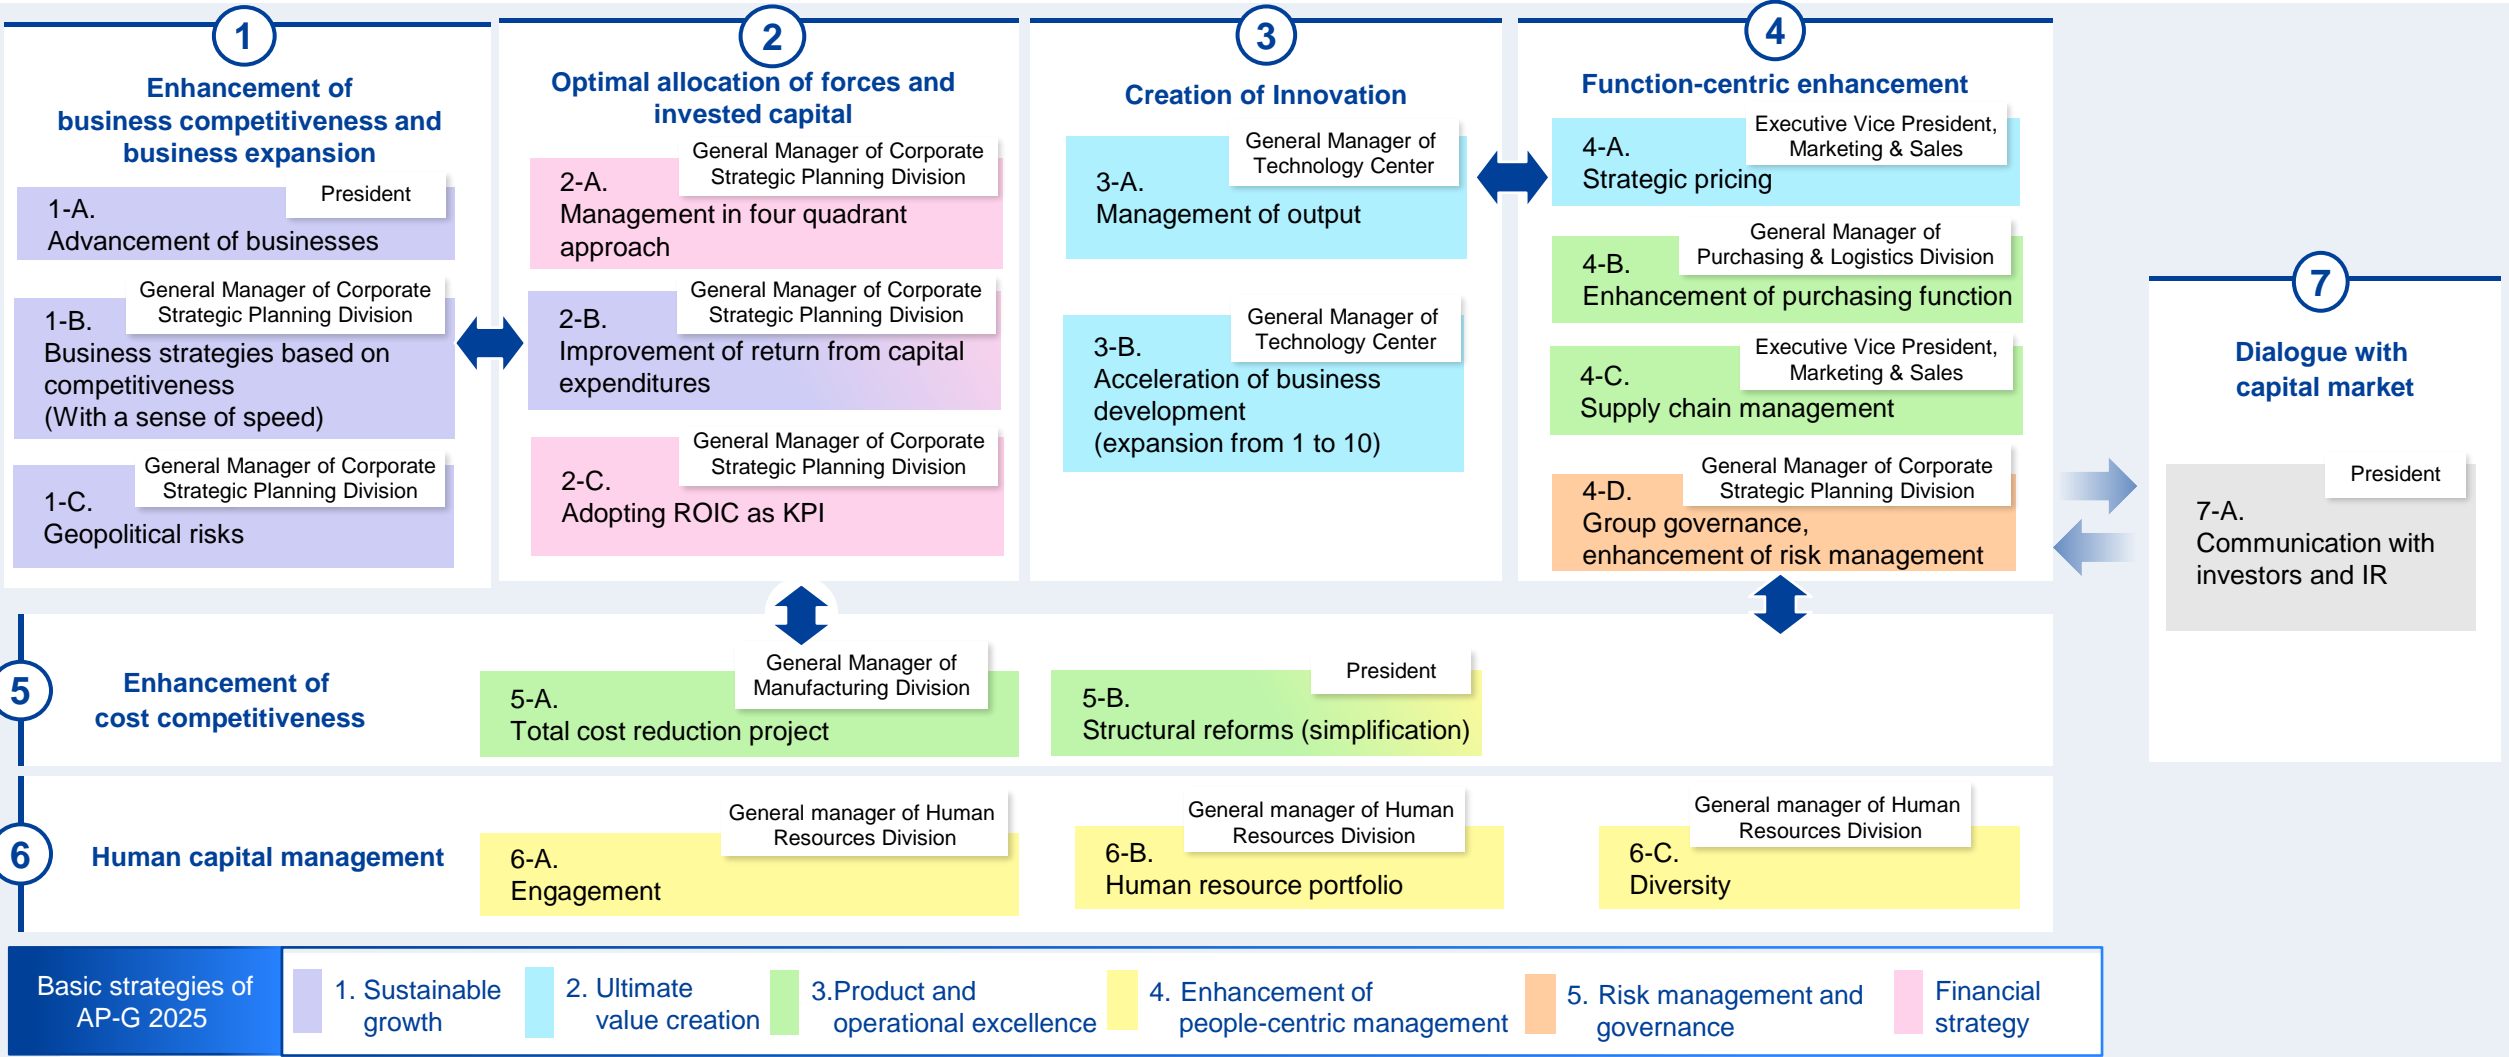 1
Enhancement of
business competitiveness and
business expansion
President
1-A.
Advancement of businesses
General Manager of Corporate
Strategic Planning Division
1-B.
Business strategies based on
competitiveness
(With a sense of speed)
General Manager of Corporate
Strategic Planning Division
1-C.
Geopolitical risks
2
Optimal allocation of forces and
invested capital
General Manager of Corporate
Strategic Planning Division
2-A.
Management in four quadrant
approach
General Manager of Corporate
Strategic Planning Division
2-B.
Improvement of return from capital
expenditures
General Manager of Corporate
Strategic Planning Division
2-C.
Adopting ROIC as KPI
3
Creation of Innovation
General Manager of
Technology Center
3-A.
Management of output
General Manager of
Technology Center
3-B.
Acceleration of business
development
(expansion from 1 to 10)
4
Function-centric enhancement
Executive Vice President,
Marketing & Sales
4-A.
Strategic pricing
General Manager of
Purchasing & Logistics Division
4-B.
Enhancement of purchasing function
Executive Vice President,
Marketing & Sales
4-C.
Supply chain management
General Manager of Corporate
Strategic Planning Division
4-D.
Group governance,
enhancement of risk management
7
Dialogue with
capital market
President
7-A.
Communication with
investors and IR
5
Enhancement of
cost competitiveness
General Manager of
Manufacturing Division
5-A.
Total cost reduction project
President
5-B.
Structural reforms (simplification)
6
Human capital management
General manager of Human
Resources Division
6-A.
Engagement
General manager of Human
Resources Division
6-B.
Human resource portfolio
General manager of Human
Resources Division
6-C.
Diversity
Basic strategies of
AP-G 2025
1. Sustainable
growth
2. Ultimate
value creation
3.Product and
operational excellence
4. Enhancement of
people-centric management
5. Risk management and
governance
Financial
strategy